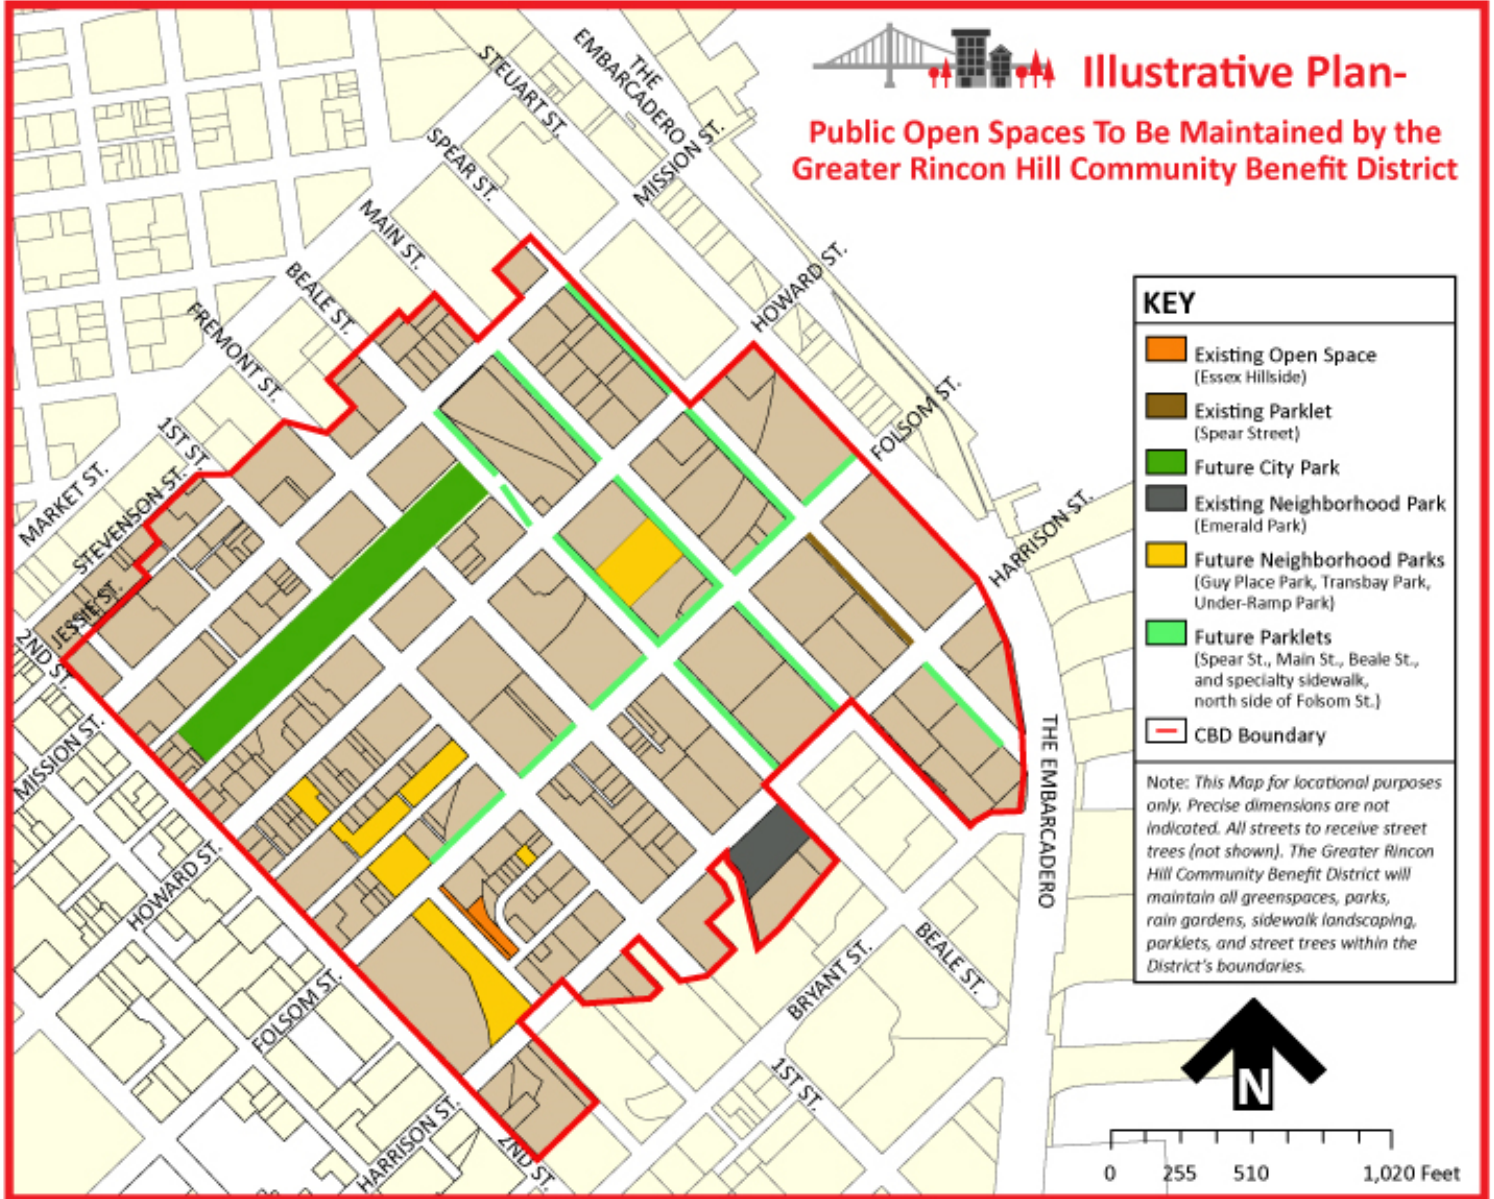 Illustrative Plan-
Public Open Spaces To Be Maintained by the
Greater Rincon Hill Community Benefit District
STEUART ST.
THE
EMBARCADERO
SPEAR ST.
MISSION ST.
MAIN ST.
BEALE ST.
HOWARD ST.
FREMONT ST.
FOLSOM ST.
1ST ST.
MARKET ST.
STEVENSON ST.
HARRISON ST.
JESSIE ST.
2ND ST.
MISSION ST.
THE EMBARCADERO
HOWARD ST.
BEALE ST.
BRYANT ST.
FOLSOM ST.
1ST ST.
HARRISON ST.
2ND ST.
KEY
Existing Open Space
(Essex Hillside)
Existing Parklet
(Spear Street)
Future City Park
Existing Neighborhood Park
(Emerald Park)
Future Neighborhood Parks
(Guy Place Park, Transbay Park,
Under-Ramp Park)
Future Parklets
(Spear St., Main St., Beale St.,
and specialty sidewalk,
north side of Folsom St.)
CBD Boundary
Note: This Map for locational purposes
only. Precise dimensions are not
indicated. All streets to receive street
trees (not shown). The Greater Rincon
Hill Community Benefit District will
maintain all greenspaces, parks,
rain gardens, sidewalk landscaping,
parklets, and street trees within the
District's boundaries.
N
0 255 510 1,020 Feet